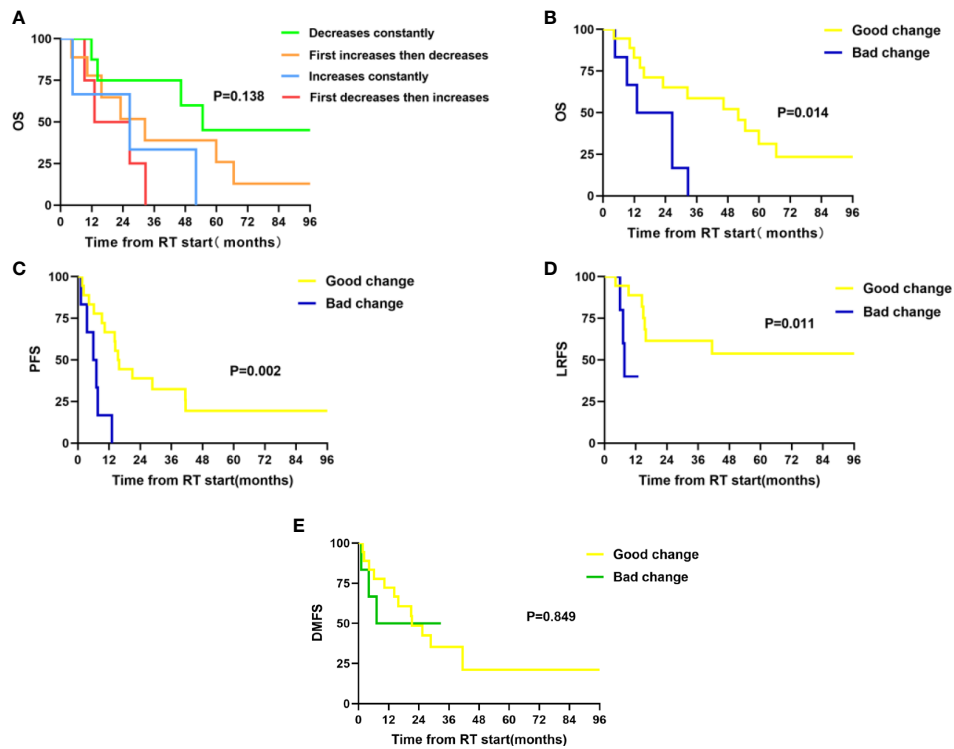 A
100
75
50
25
0
OS
0 12 24 36 48 60 72 84 96
Time from RT start( months)
Decreases constantly
First increases then decreases
Increases constantly
First decreases then increases
P=0.138
B
100
75
50
25
0
OS
0 12 24 36 48 60 72 84 96
Time from RT start( months)
Good change
Bad change
P=0.014
C
100
75
50
25
0
PFS
0 12 24 36 48 60 72 84 96
Time from RT start(months)
Good change
Bad change
P=0.002
D
100
75
50
25
0
LRFS
0 12 24 36 48 60 72 84 96
Time from RT start(months)
Good change
Bad change
P=0.011
E
100
75
50
25
0
DMFS
0 12 24 36 48 60 72 84 96
Time from RT start(months)
Good change
Bad change
P=0.849